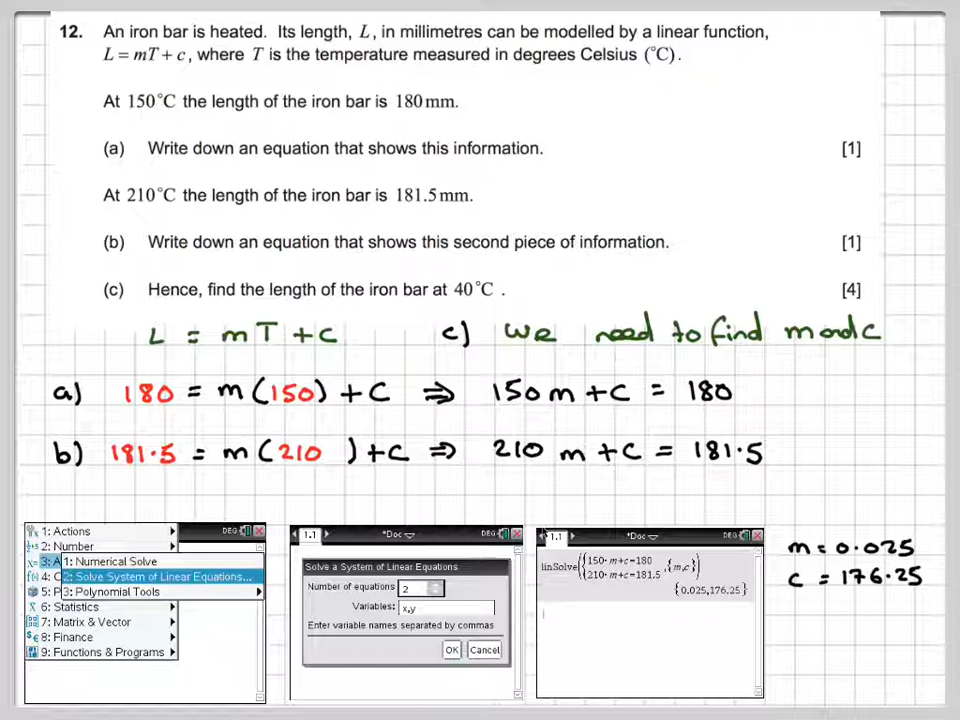 12. An iron bar is heated. Its length, L, in millimetres can be modelled by a linear function,
L = mT + c, where T is the temperature measured in degrees Celsius (°C).
At 150°C the length of the iron bar is 180mm.
(a) Write down an equation that shows this information. [1]
At 210°C the length of the iron bar is 181.5mm.
(b) Write down an equation that shows this second piece of information. [1]
(c) Hence, find the length of the iron bar at 40°C . [4]
L = mT + c c) we need to find m and c
a) 180 = m(150) + c ⇒ 150m + c = 180
b) 181.5 = m(210 ) + c ⇒ 210 m + c = 181.5
1: Actions
2: Number
3: A
1: Numerical Solve
4: C
2: Solve System of Linear Equations...
5: P
3: Polynomial Tools
6: Statistics
7: Matrix & Vector
8: Finance
9: Functions & Programs
DEG
1.1 *Doc DEG
Solve a System of Linear Equations
Number of equations 2
Variables: x,y
Enter variable names separated by commas
OK Cancel
1.1 *Doc DEG
linSolve({150·m+c=180
210·m+c=181.5 ,{m,c})
{0.025,176.25}
m = 0.025
c = 176.25